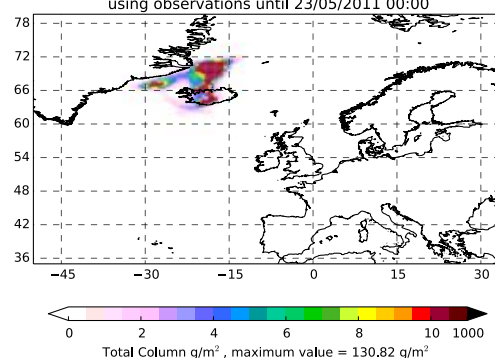 using observations until 23/05/2011 00:00
78
72
66
60
54
48
42
36
−45 −30 −15 0 15 30
0 2 4 6 8 10 1000
Total Column g/m² , maximum value = 130.82 g/m²